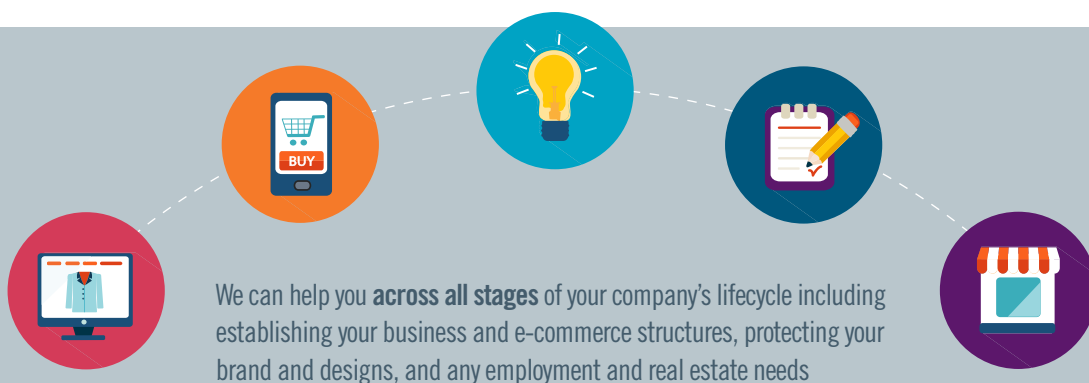 BUY
We can help you across all stages of your company’s lifecycle including
establishing your business and e-commerce structures, protecting your
brand and designs, and any employment and real estate needs